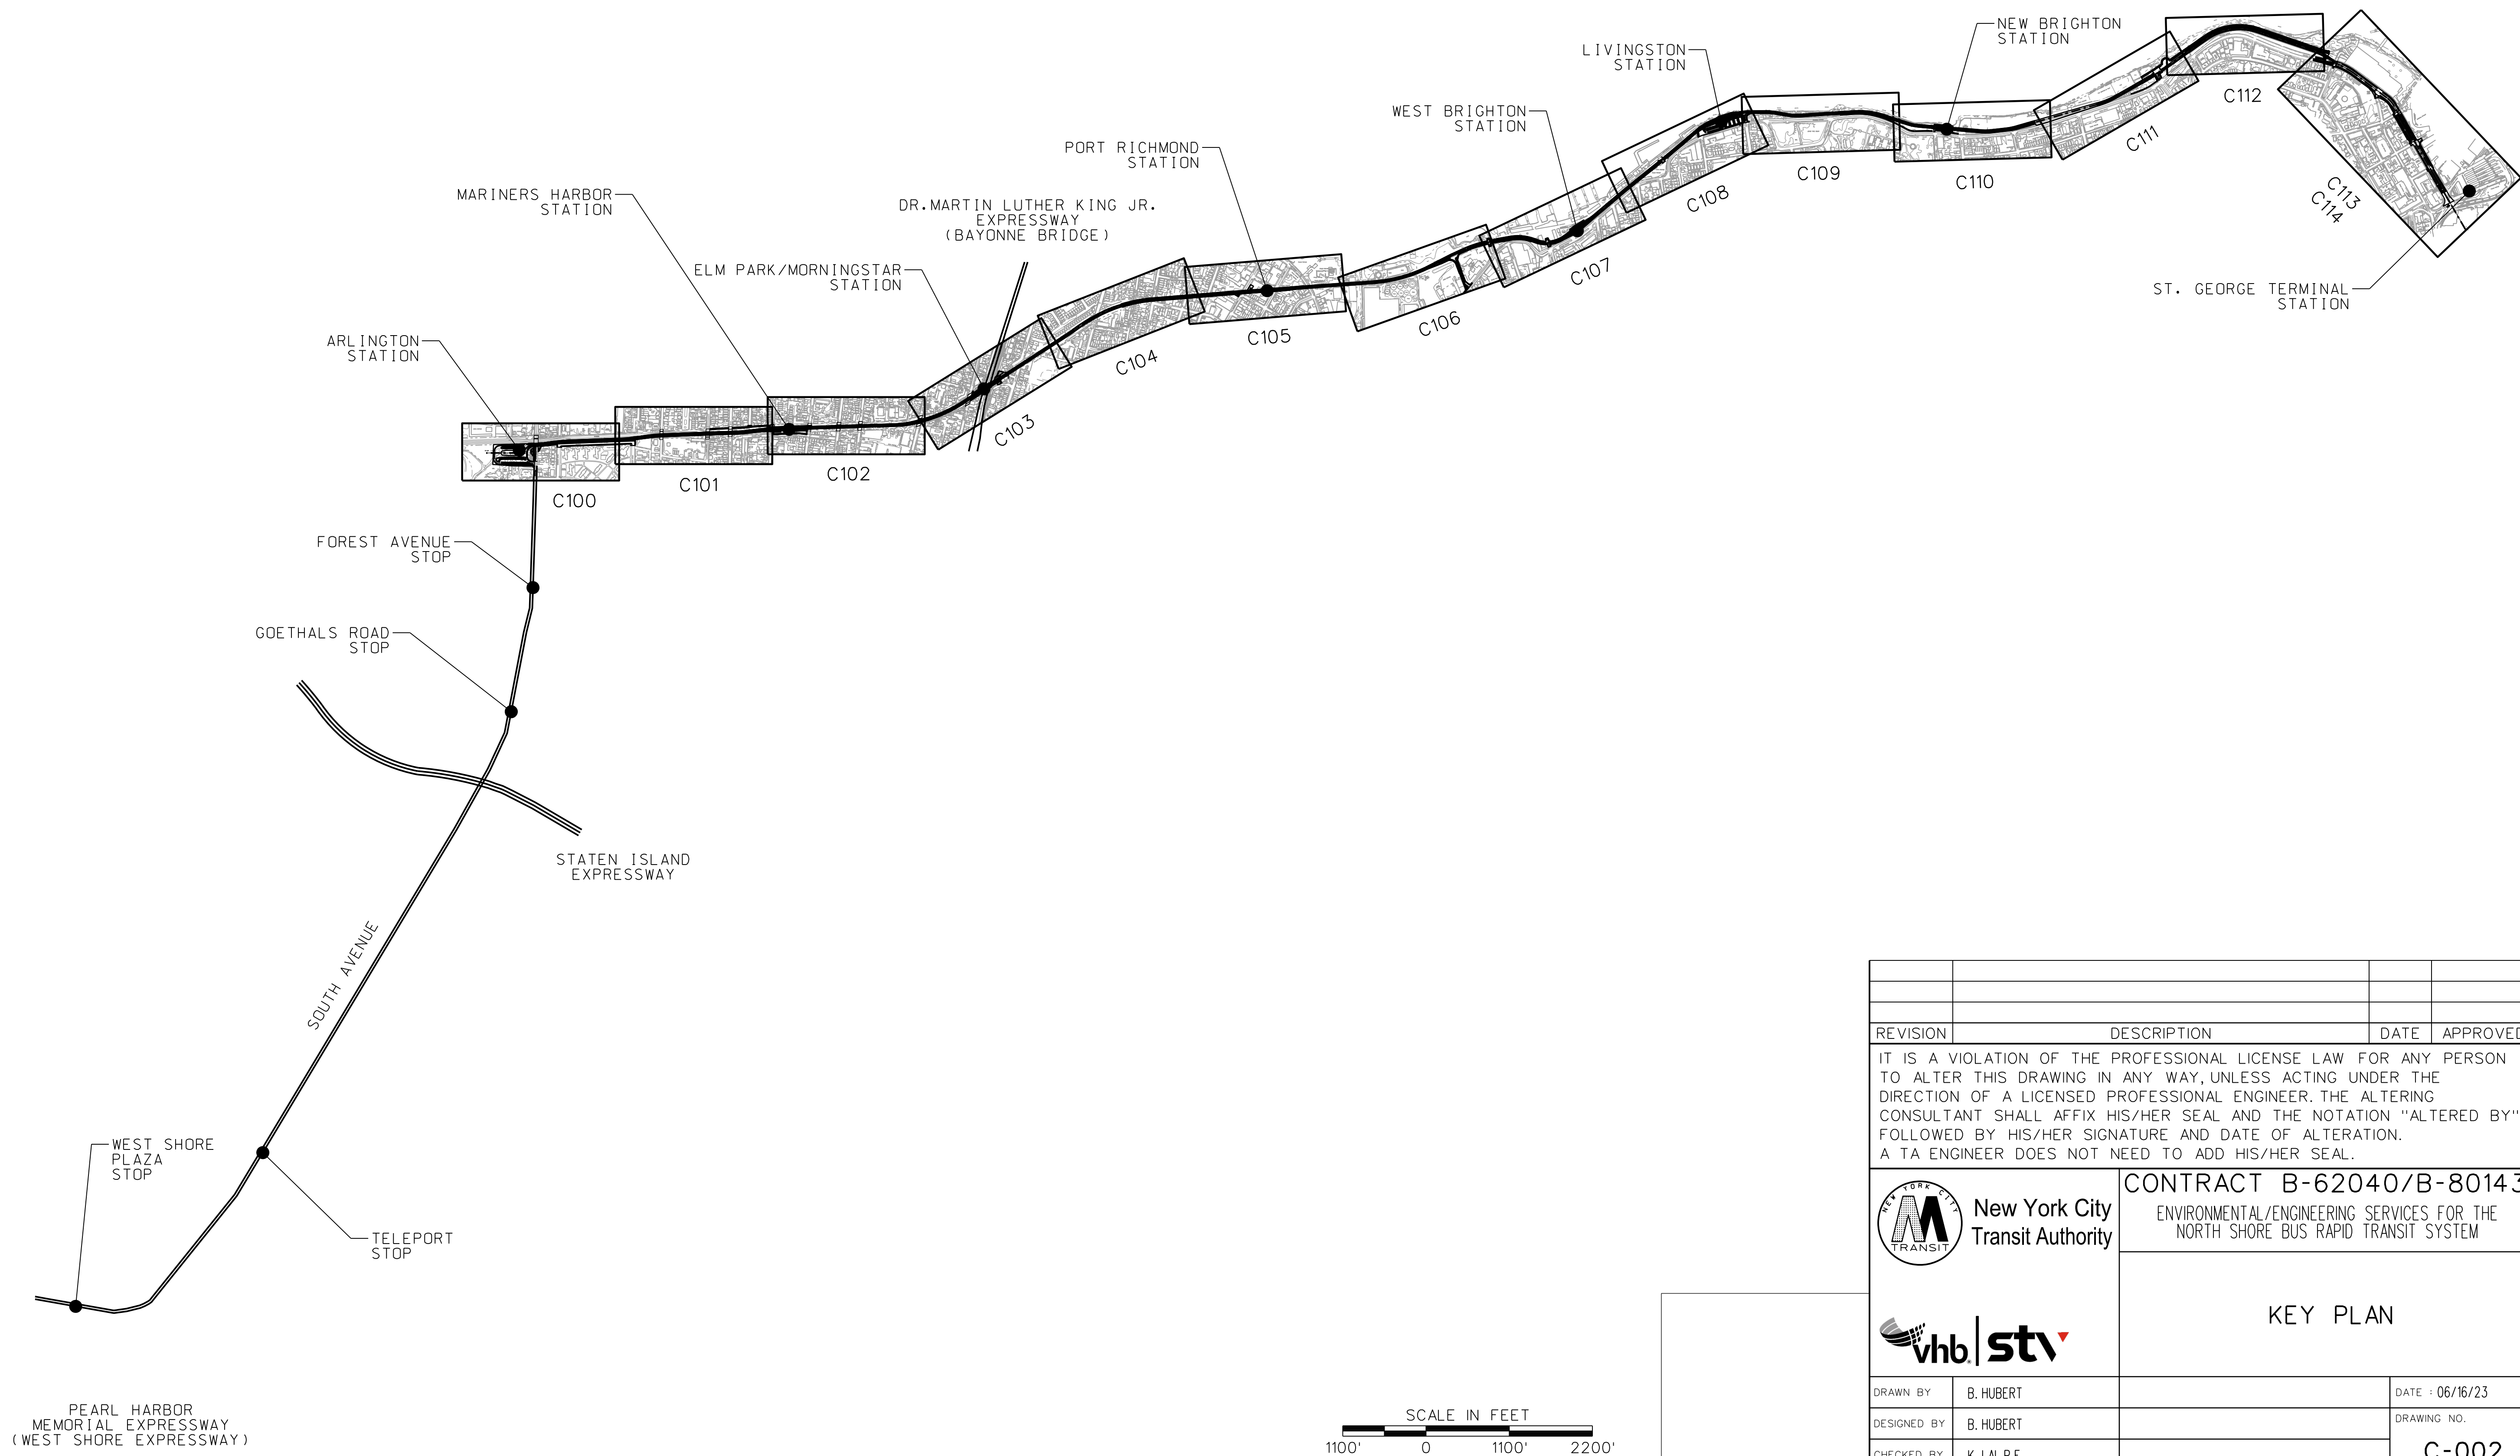 NEW BRIGHTON
STATION
LIVINGSTON
STATION
WEST BRIGHTON
STATION
PORT RICHMOND
STATION
MARINERS HARBOR
STATION
DR.MARTIN LUTHER KING JR.
EXPRESSWAY
(BAYONNE BRIDGE)
ELM PARK/MORNINGSTAR
STATION
ARLINGTON
STATION
ST. GEORGE TERMINAL
STATION
C100
C101
C102
C103
C104
C105
C106
C107
C108
C109
C110
C111
C112
C113
C114
FOREST AVENUE
STOP
GOETHALS ROAD
STOP
STATEN ISLAND
EXPRESSWAY
SOUTH AVENUE
WEST SHORE
PLAZA
STOP
TELEPORT
STOP
PEARL HARBOR
MEMORIAL EXPRESSWAY
(WEST SHORE EXPRESSWAY)
SCALE IN FEET
1100' 0 1100' 2200'
REVISION DESCRIPTION DATE APPROVED
IT IS A VIOLATION OF THE PROFESSIONAL LICENSE LAW FOR ANY PERSON
TO ALTER THIS DRAWING IN ANY WAY, UNLESS ACTING UNDER THE
DIRECTION OF A LICENSED PROFESSIONAL ENGINEER. THE ALTERING
CONSULTANT SHALL AFFIX HIS/HER SEAL AND THE NOTATION "ALTERED BY"
FOLLOWED BY HIS/HER SIGNATURE AND DATE OF ALTERATION.
A TA ENGINEER DOES NOT NEED TO ADD HIS/HER SEAL.
NEW YORK CITY
TRANSIT
New York City
Transit Authority
CONTRACT B-62040/B-80143
ENVIRONMENTAL/ENGINEERING SERVICES FOR THE
NORTH SHORE BUS RAPID TRANSIT SYSTEM
vhb. stv
KEY PLAN
DRAWN BY B. HUBERT
DATE : 06/16/23
DESIGNED BY B. HUBERT
DRAWING NO.
C-002
CHECKED BY K. LAL P.E.